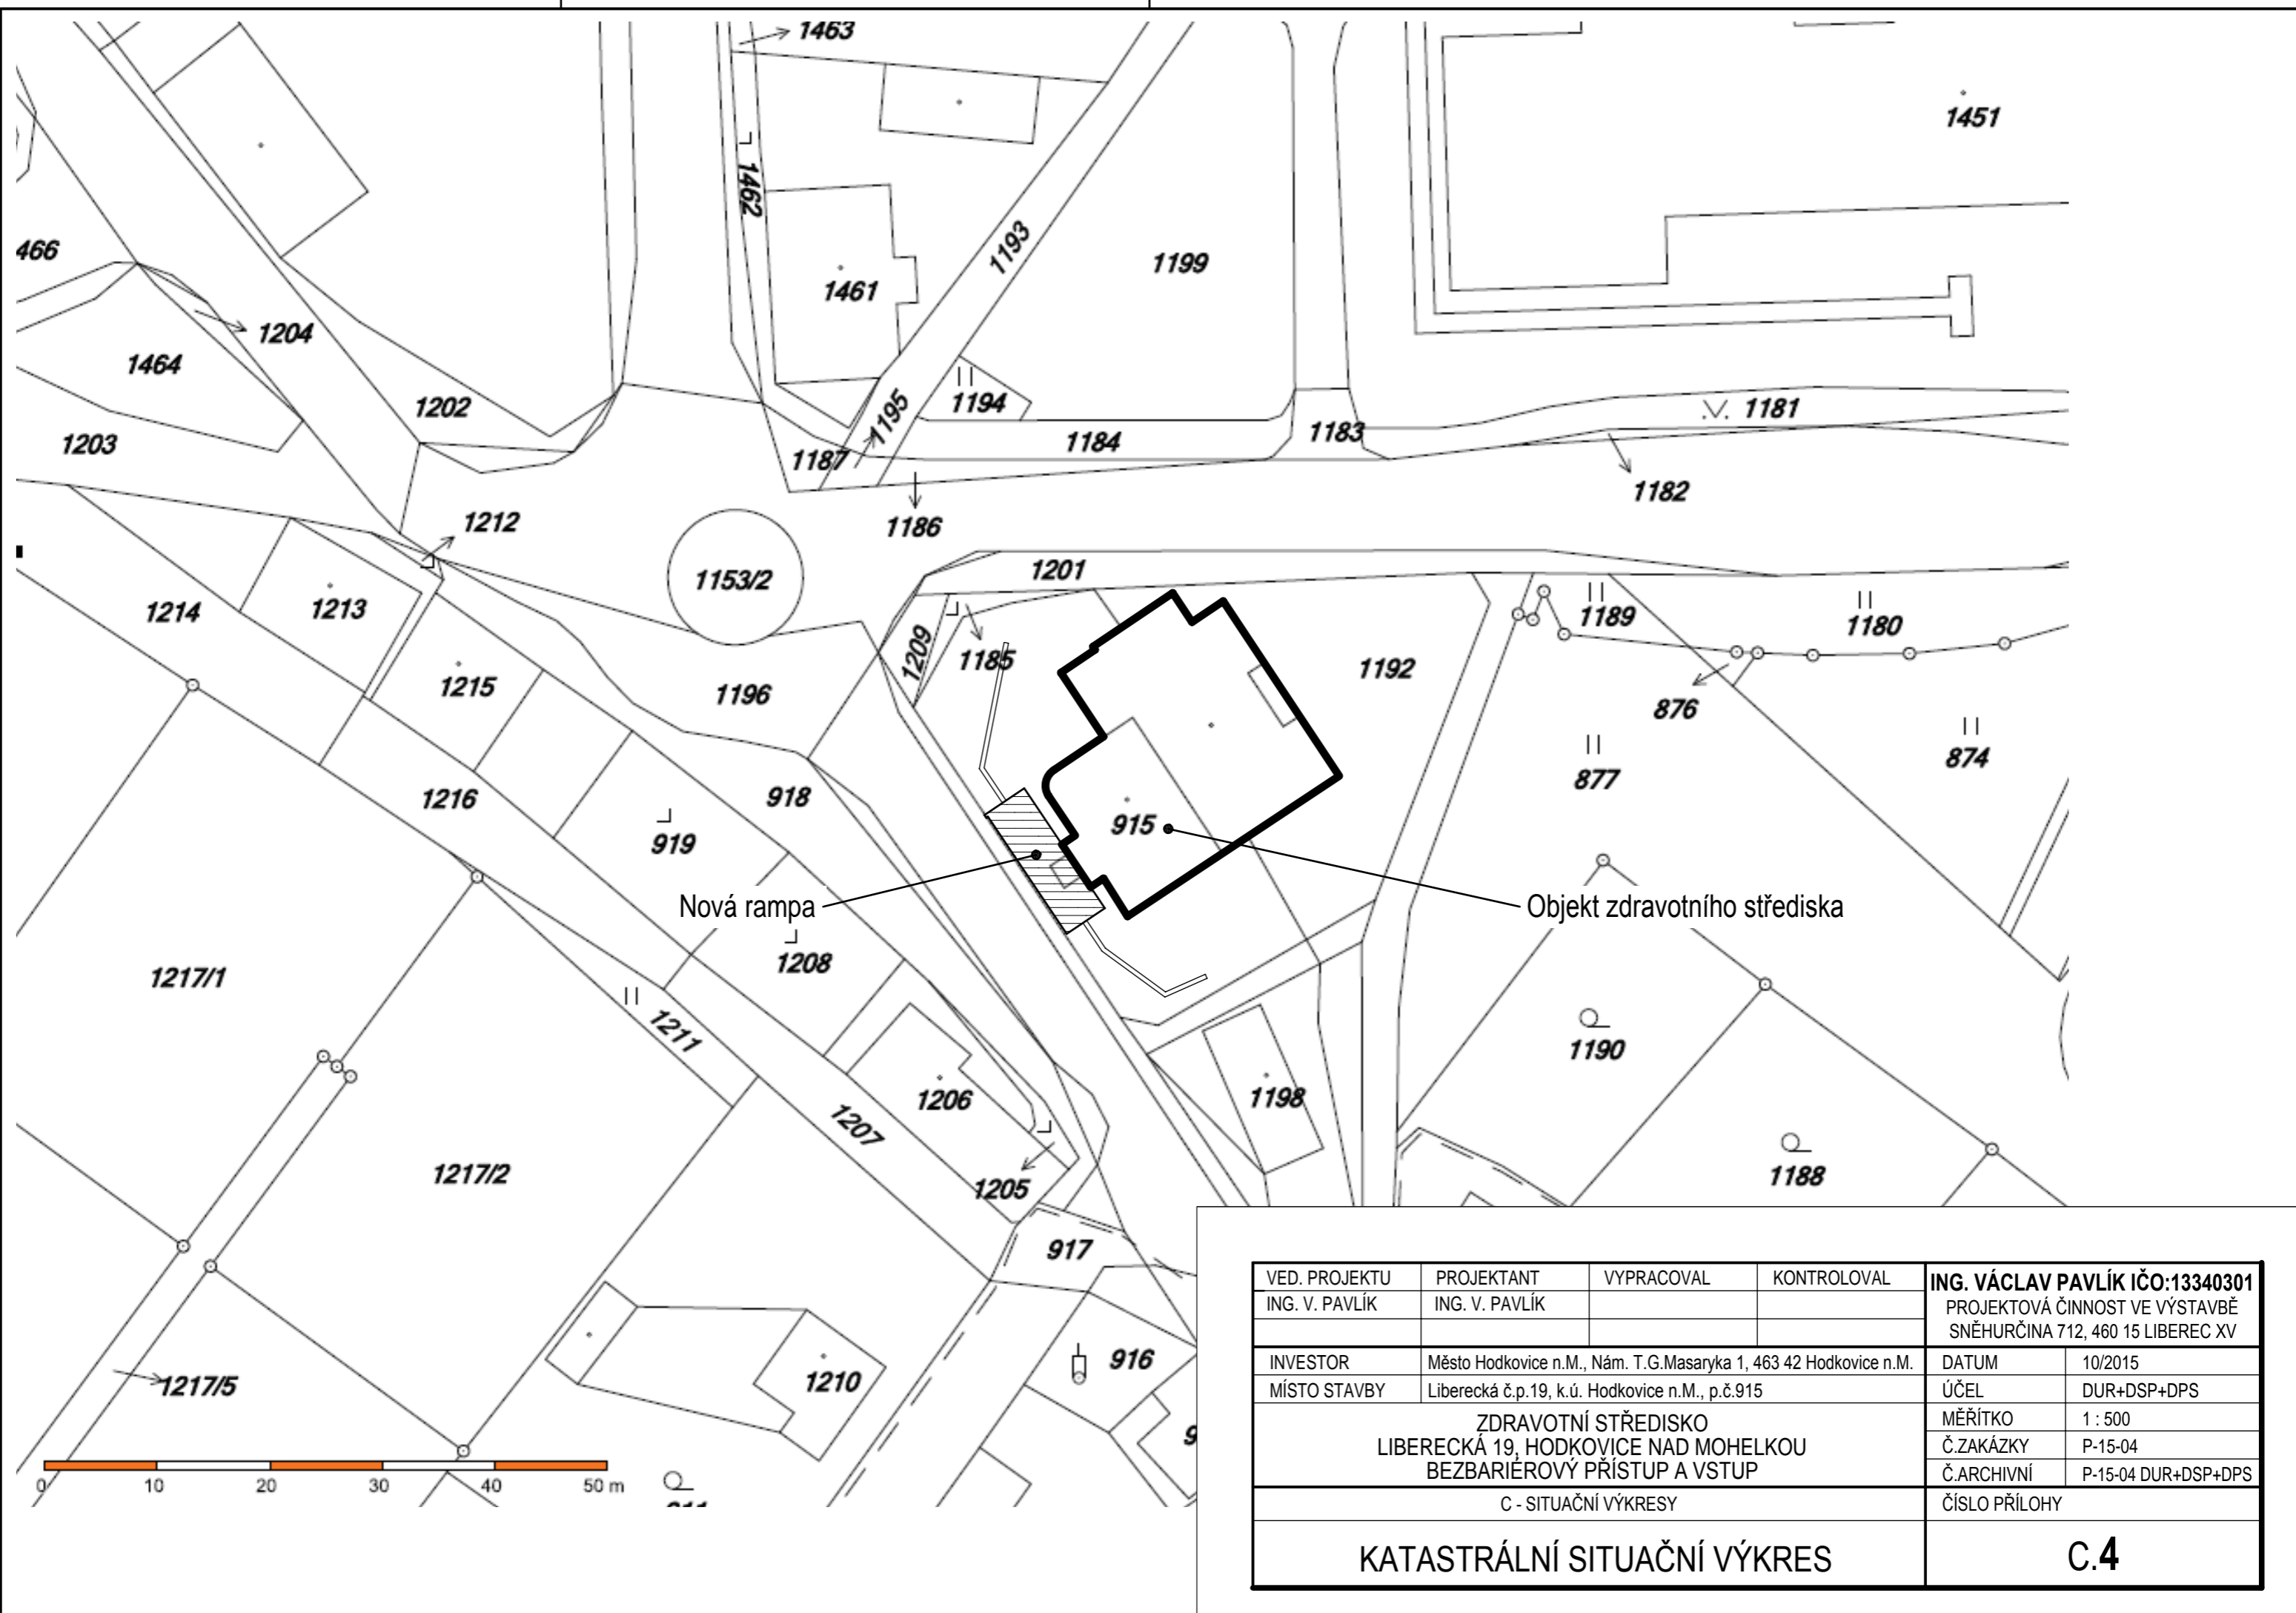 1463
1451
1462
466
1193
1199
1461
1204
1464
1202
1194
1195
1181
1203
1184
1183
1187
1182
1212
1186
1153/2
1201
1214
1213
1189
1180
1209
1185
1192
1215
1196
876
877
874
1216
918
915
919
Nová rampa
Objekt zdravotního střediska
1208
1217/1
1211
1190
1206
1198
1207
1217/2
1188
1205
917
916
1210
1217/5
0 10 20 30 40 50 m
VED. PROJEKTU PROJEKTANT VYPRACOVAL KONTROLOVAL
ING. V. PAVLÍK ING. V. PAVLÍK
ING. VÁCLAV PAVLÍK IČO:13340301
PROJEKTOVÁ ČINNOST VE VÝSTAVBĚ
SNĚHURČINA 712, 460 15 LIBEREC XV
INVESTOR Město Hodkovice n.M., Nám. T.G.Masaryka 1, 463 42 Hodkovice n.M. DATUM 10/2015
MÍSTO STAVBY Liberecká č.p.19, k.ú. Hodkovice n.M., p.č.915 ÚČEL DUR+DSP+DPS
ZDRAVOTNÍ STŘEDISKO
LIBERECKÁ 19, HODKOVICE NAD MOHELKOU
BEZBARIÉROVÝ PŘÍSTUP A VSTUP
MĚŘÍTKO 1 : 500
Č.ZAKÁZKY P-15-04
Č.ARCHIVNÍ P-15-04 DUR+DSP+DPS
C - SITUAČNÍ VÝKRESY ČÍSLO PŘÍLOHY
KATASTRÁLNÍ SITUAČNÍ VÝKRES C.4